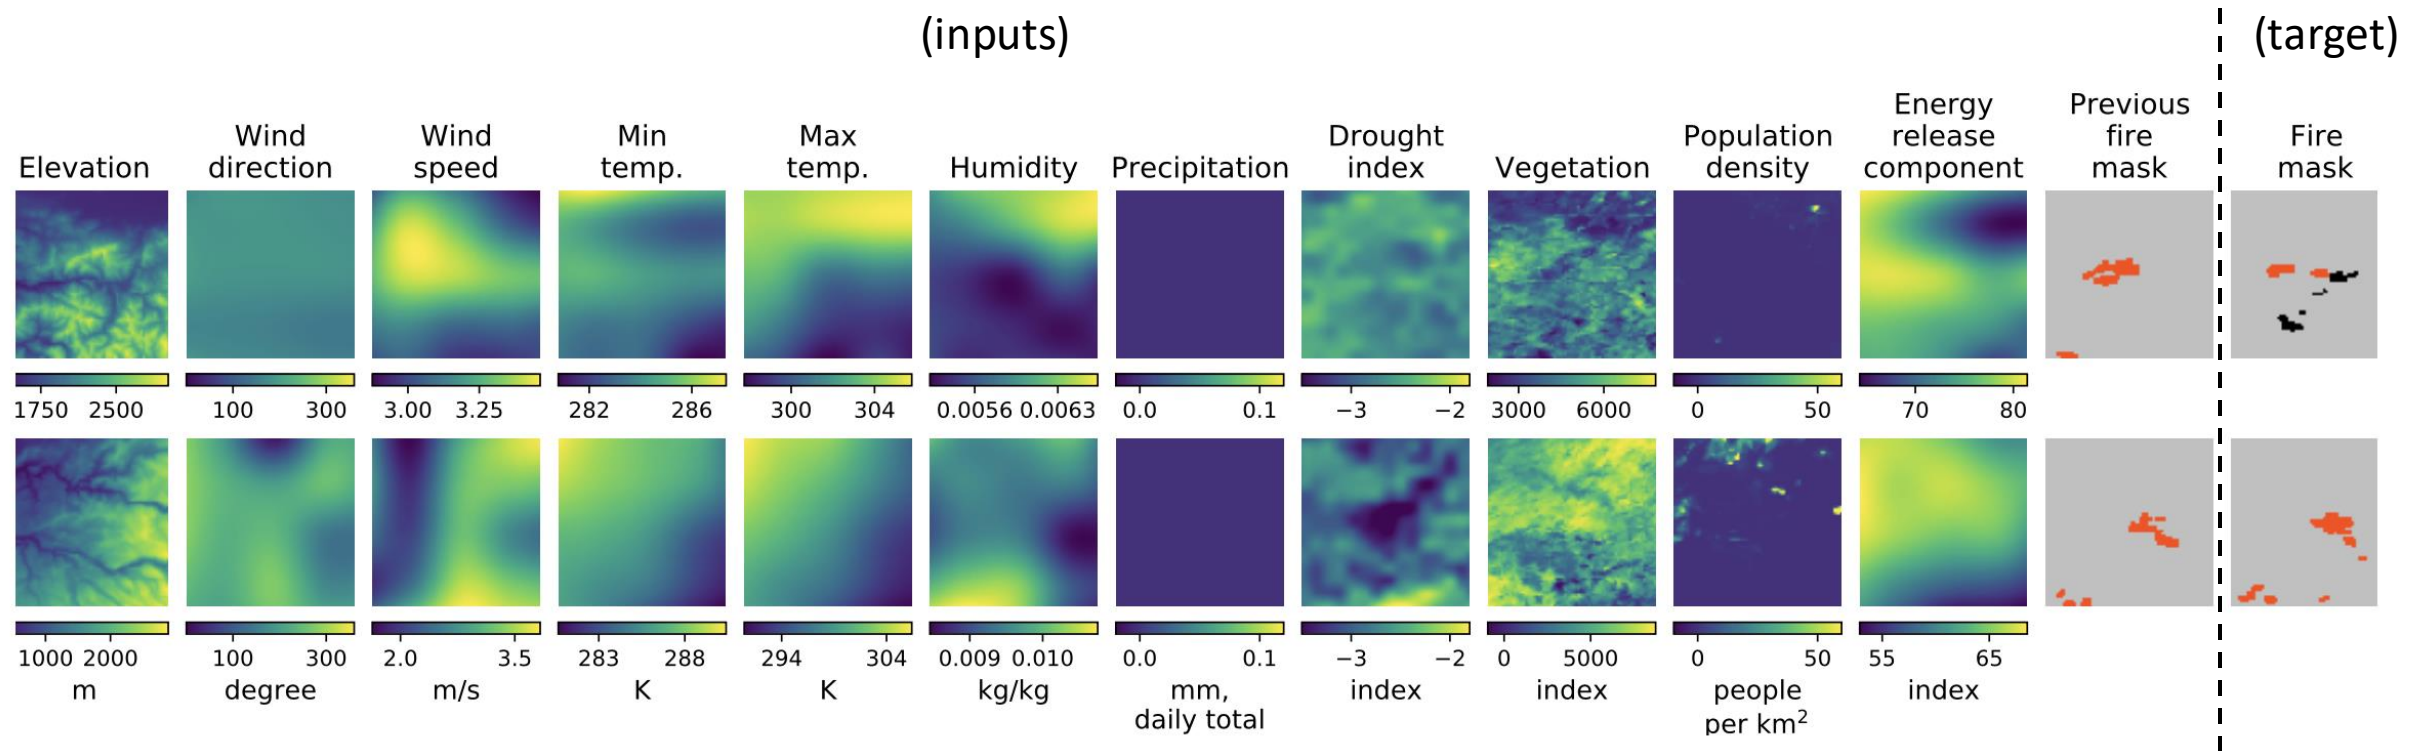 (inputs)
(target)
Elevation
Wind
direction
Wind
speed
Min
temp.
Max
temp.
Humidity
Precipitation
Drought
index
Vegetation
Population
density
Energy
release
component
Previous
fire
mask
Fire
mask
1750 2500
100 300
3.00 3.25
282 286
300 304
0.0056 0.0063
0.0 0.1
−3 −2
3000 6000
0 50
70 80
1000 2000
100 300
2.0 3.5
283 288
294 304
0.009 0.010
0.0 0.1
−3 −2
0 5000
0 50
55 65
m
degree
m/s
K
K
kg/kg
mm,
daily total
index
index
people
per km²
index